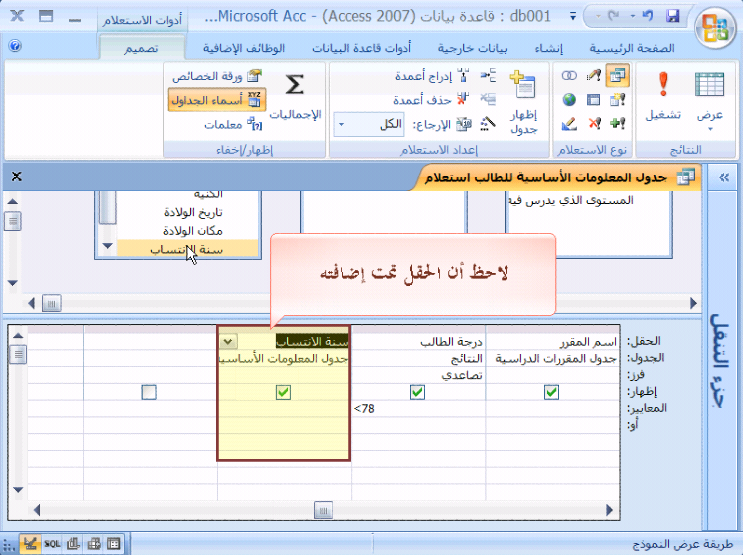 db001 : قاعدة بيانات (Access 2007) - Microsoft Acc...
أدوات الاستعلام
الصفحة الرئيسية
إنشاء
بيانات خارجية
أدوات قاعدة البيانات
الوظائف الإضافية
تصميم
عرض
تشغيل
النتائج
نوع الاستعلام
إظهار جدول
إدراج أعمدة
حذف أعمدة
الإرجاع: الكل
إعداد الاستعلام
الإجماليات
ورقة الخصائص
أسماء الجداول
معلمات
إظهار/إخفاء
جدول المعلومات الأساسية للطالب استعلام
جزء التنقل
المستوى الذي يدرس فيه
الكنية
تاريخ الولادة
مكان الولادة
سنة الانتساب
لاحظ أن الحقل تمت إضافته
الحقل: اسم المقرر درجة الطالب سنة الانتساب
الجدول: جدول المقررات الدراسية النتائج جدول المعلومات الأساسية
فرز: تصاعدي
إظهار:
المعايير: <78
أو:
طريقة عرض النموذج
SQL